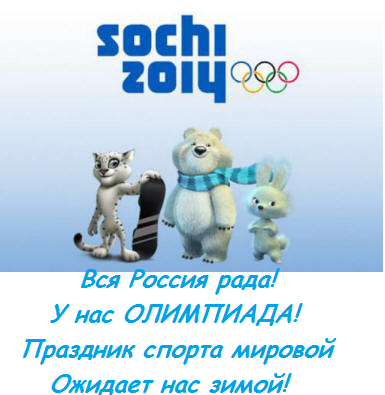 sochi
2014
Вся Россия рада!
У нас ОЛИМПИАДА!
Праздник спорта мировой
Ожидает нас зимой!